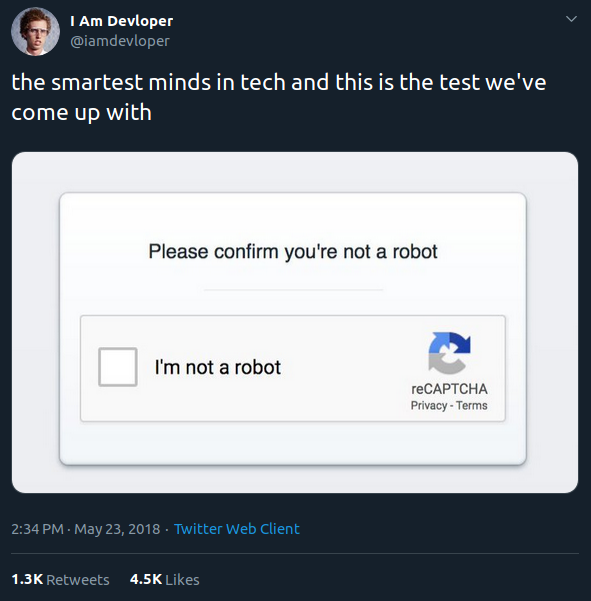 I Am Devloper
@iamdevloper
the smartest minds in tech and this is the test we've
come up with
Please confirm you're not a robot
I'm not a robot
reCAPTCHA
Privacy - Terms
2:34 PM · May 23, 2018 · Twitter Web Client
1.3K Retweets 4.5K Likes